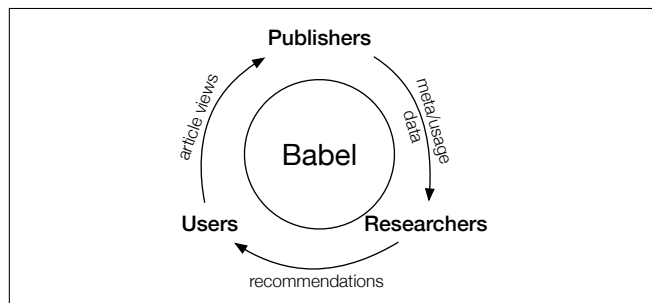 Publishers
article views
meta/usage
data
Babel
Users
Researchers
recommendations